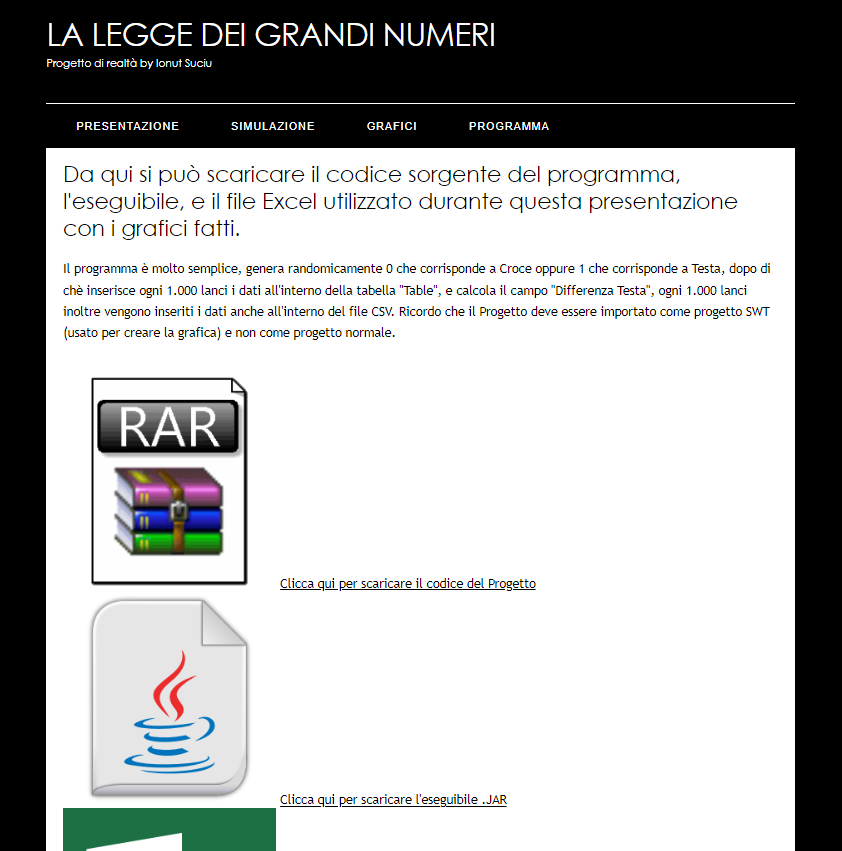 LA LEGGE DEI GRANDI NUMERI
Progetto di realtà by Ionut Suciu
PRESENTAZIONE SIMULAZIONE GRAFICI PROGRAMMA
Da qui si può scaricare il codice sorgente del programma,
l'eseguibile, e il file Excel utilizzato durante questa presentazione
con i grafici fatti.
Il programma è molto semplice, genera randomicamente 0 che corrisponde a Croce oppure 1 che corrisponde a Testa, dopo di
chè inserisce ogni 1.000 lanci i dati all'interno della tabella "Table", e calcola il campo "Differenza Testa", ogni 1.000 lanci
inoltre vengono inseriti i dati anche all'interno del file CSV. Ricordo che il Progetto deve essere importato come progetto SWT
(usato per creare la grafica) e non come progetto normale.
RAR
Clicca qui per scaricare il codice del Progetto
Clicca qui per scaricare l'eseguibile .JAR